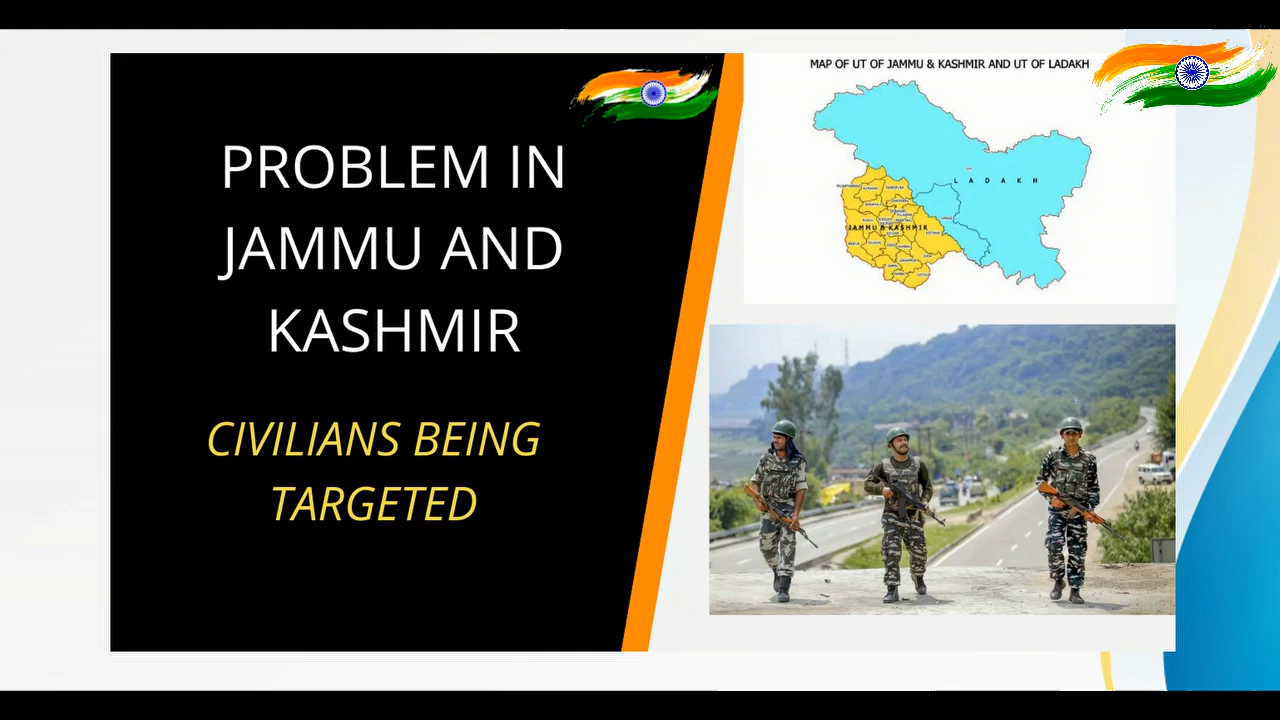 PROBLEM IN
JAMMU AND
KASHMIR
CIVILIANS BEING
TARGETED
MAP OF UT OF JAMMU & KASHMIR AND UT OF LADAKH
LADAKH
JAMMU & KASHMIR